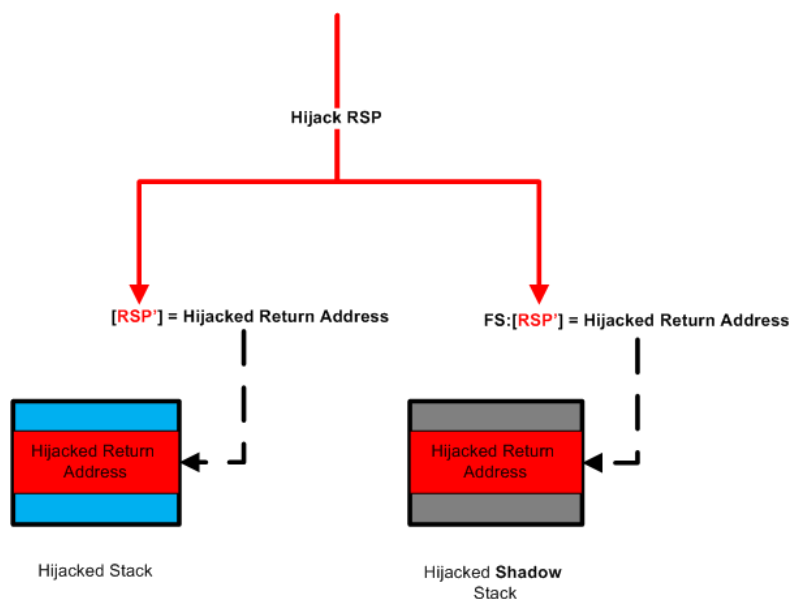 Hijack RSP
[RSP'] = Hijacked Return Address
FS:[RSP'] = Hijacked Return Address
Hijacked Return
Address
Hijacked Return
Address
Hijacked Stack
Hijacked Shadow
Stack